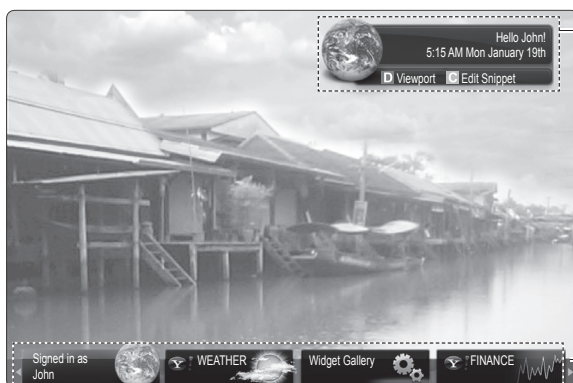 Hello John!
5:15 AM Mon January 19th
D Viewport C Edit Snippet
Signed in as
John
Y! WEATHER
Widget Gallery
Y! FINANCE